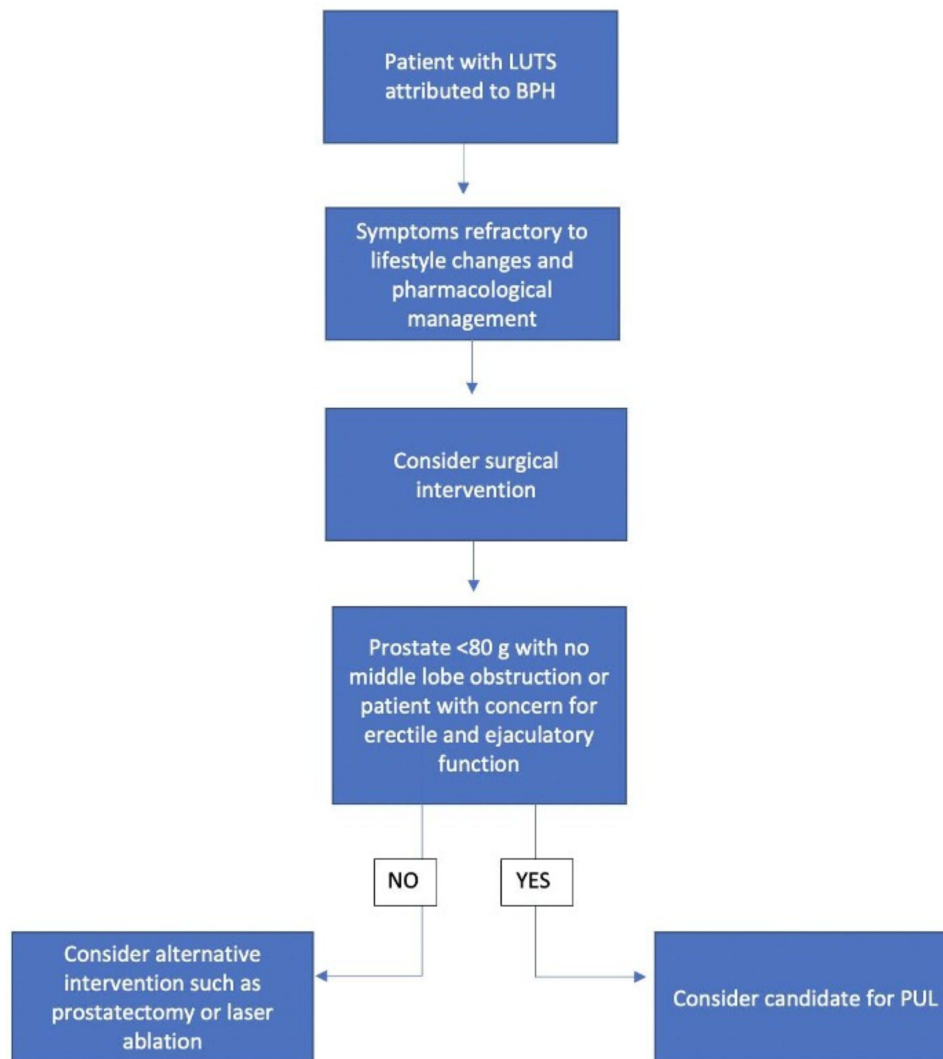 Patient with LUTS
attributed to BPH
Symptoms refractory to
lifestyle changes and
pharmacological
management
Consider surgical
intervention
Prostate <80 g with no
middle lobe obstruction or
patient with concern for
erectile and ejaculatory
function
NO
YES
Consider alternative
intervention such as
prostatectomy or laser
ablation
Consider candidate for PUL